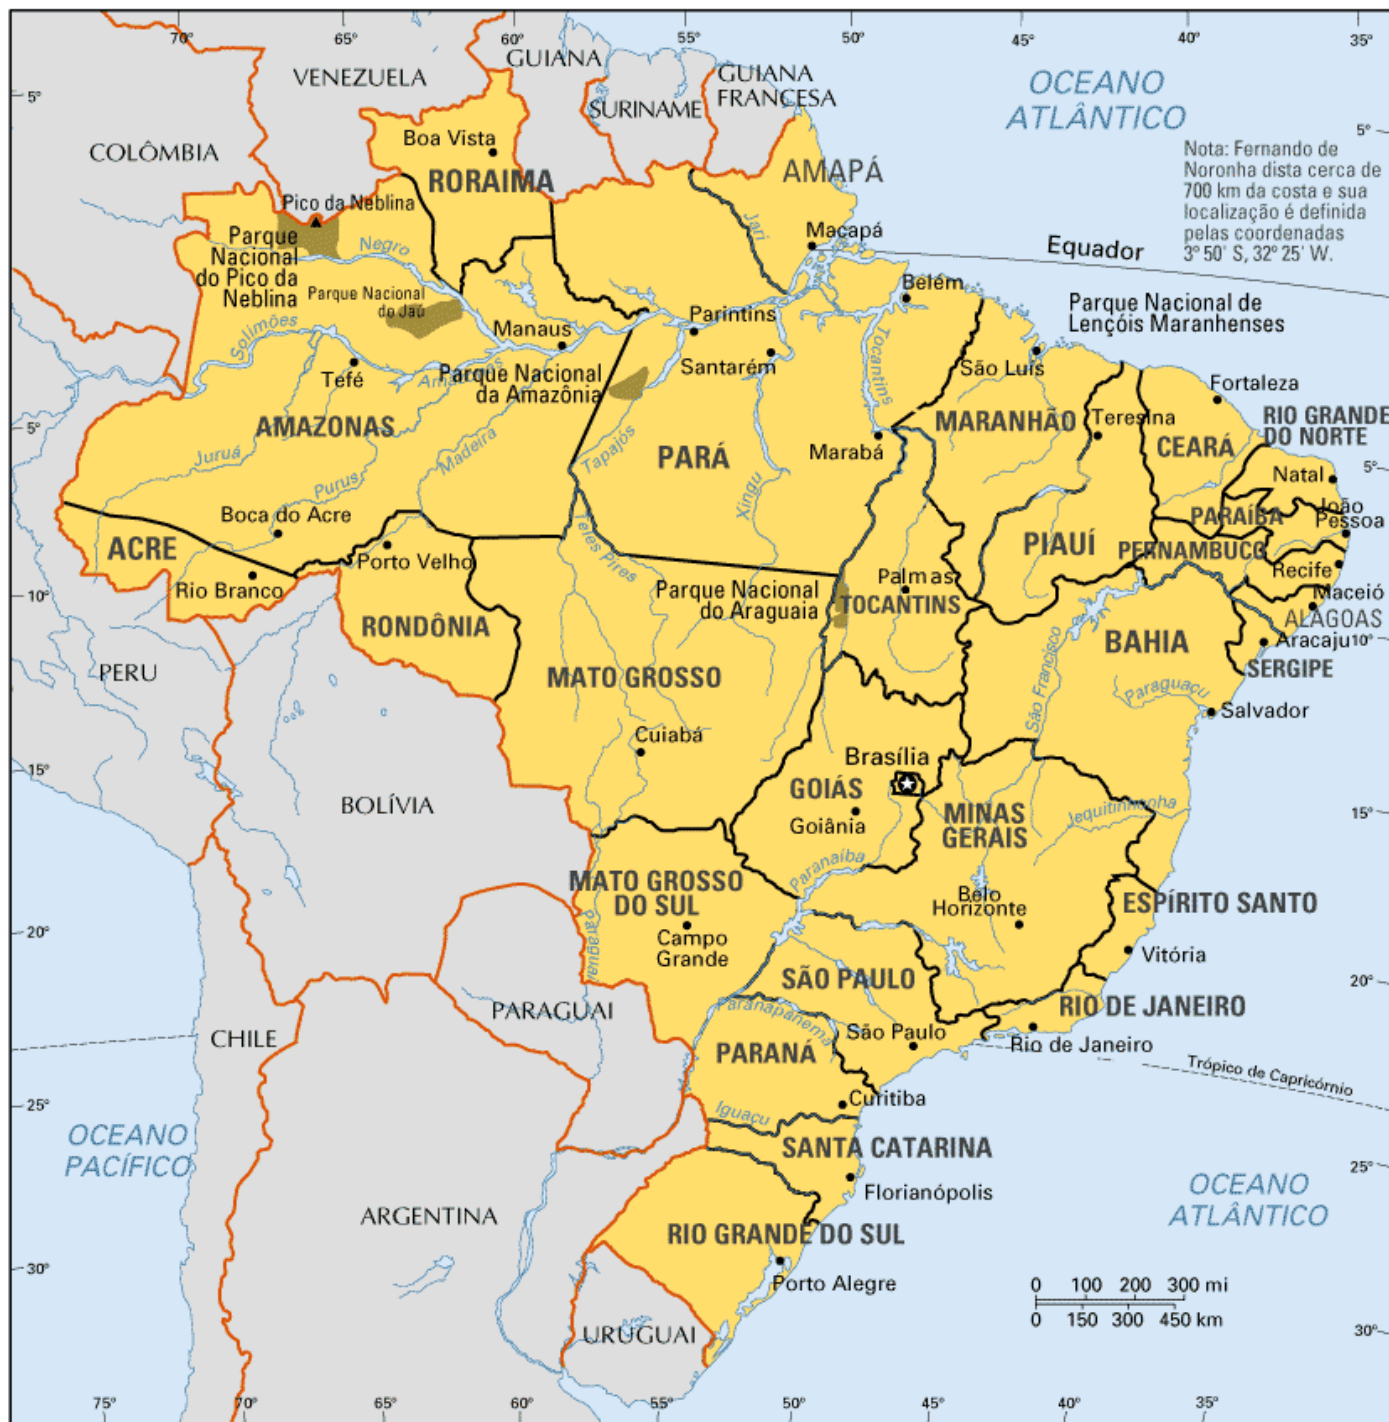 70°
65°
60°
55°
50°
45°
40°
35°
GUIANA
VENEZUELA
GUIANA
FRANCESA
SURINAME
OCEANO
ATLÂNTICO
5°
5°
COLÔMBIA
Boa Vista
RORAIMA
AMAPÁ
Nota: Fernando de
Noronha dista cerca de
700 km da costa e sua
localização é definida
pelas coordenadas
3° 50' S, 32° 25' W.
Pico da Neblina
Parque
Nacional
do Pico da
Neblina
Negro
Jari
Macapá
Equador
Parque Nacional
do Jaú
Belém
Parque Nacional de
Lençóis Maranhenses
Solimões
Manaus
Parintins
Tocantins
Tefé
Amazonas
Parque Nacional
da Amazônia
Santarém
São Luís
Fortaleza
AMAZONAS
MARANHÃO
Teresina
RIO GRANDE
DO NORTE
5°
Juruá
Madeira
Tapajós
PARÁ
Marabá
CEARÁ
5°
Purus
Xingu
Natal
Boca do Acre
Teles Pires
PARAÍBA
João
Pessoa
ACRE
Porto Velho
PIAUÍ
PERNAMBUCO
Rio Branco
Parque Nacional
do Araguaia
Palmas
TOCANTINS
Recife
10°
Maceió
ALAGOAS
RONDÔNIA
BAHIA
Aracaju
10°
PERU
MATO GROSSO
São Francisco
SERGIPE
Paraguaçu
Salvador
Cuiabá
Brasília
15°
BOLÍVIA
GOIÁS
Goiânia
MINAS
GERAIS
Jequitinhonha
15°
Paranaíba
MATO GROSSO
DO SUL
Belo
Horizonte
ESPÍRITO SANTO
20°
Paraguai
Campo
Grande
Vitória
SÃO PAULO
20°
PARAGUAI
Paranapanema
RIO DE JANEIRO
CHILE
São Paulo
Rio de Janeiro
PARANÁ
Trópico de Capricórnio
25°
Iguaçu
Curitiba
OCEANO
PACÍFICO
SANTA CATARINA
25°
Florianópolis
OCEANO
ATLÂNTICO
ARGENTINA
RIO GRANDE DO SUL
30°
Porto Alegre
0 100 200 300 mi
0 150 300 450 km
URUGUAI
30°
75°
70°
65°
60°
55°
50°
45°
40°
35°